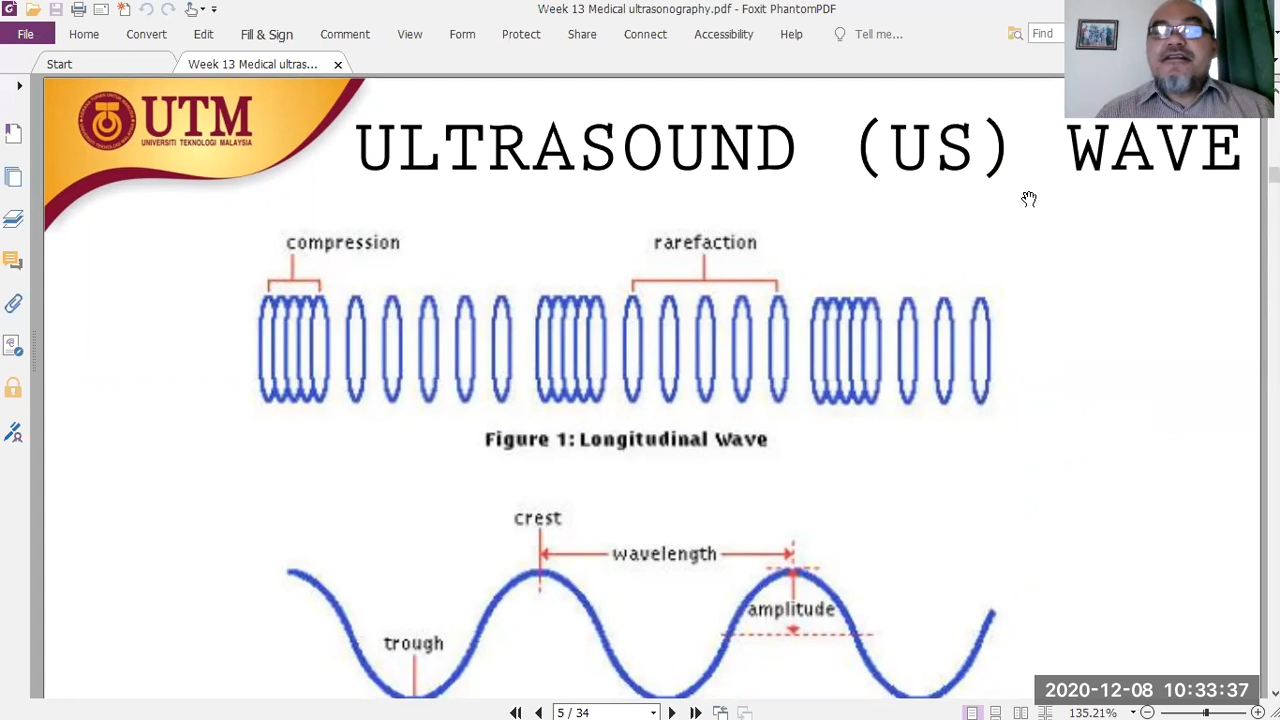 Week 13 Medical ultrasonography.pdf - Foxit PhantomPDF
File Home Convert Edit Fill & Sign Comment View Form Protect Share Connect Accessibility Help Tell me... Find
Start Week 13 Medical ultras...
UTM
UNIVERSITI TEKNOLOGI MALAYSIA
ULTRASOUND (US) WAVE
compression rarefaction
Figure 1: Longitudinal Wave
crest
wavelength
amplitude
trough
2020-12-08 10:33:37
5 / 34 135.21%